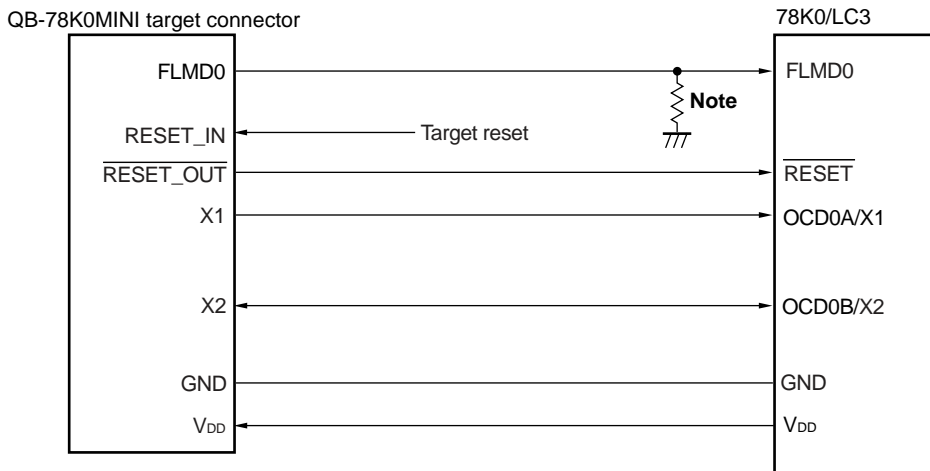 QB-78K0MINI target connector
78K0/LC3
FLMD0
FLMD0
Note
RESET_IN
Target reset
RESET_OUT
RESET
X1
OCD0A/X1
X2
OCD0B/X2
GND
GND
VDD
VDD